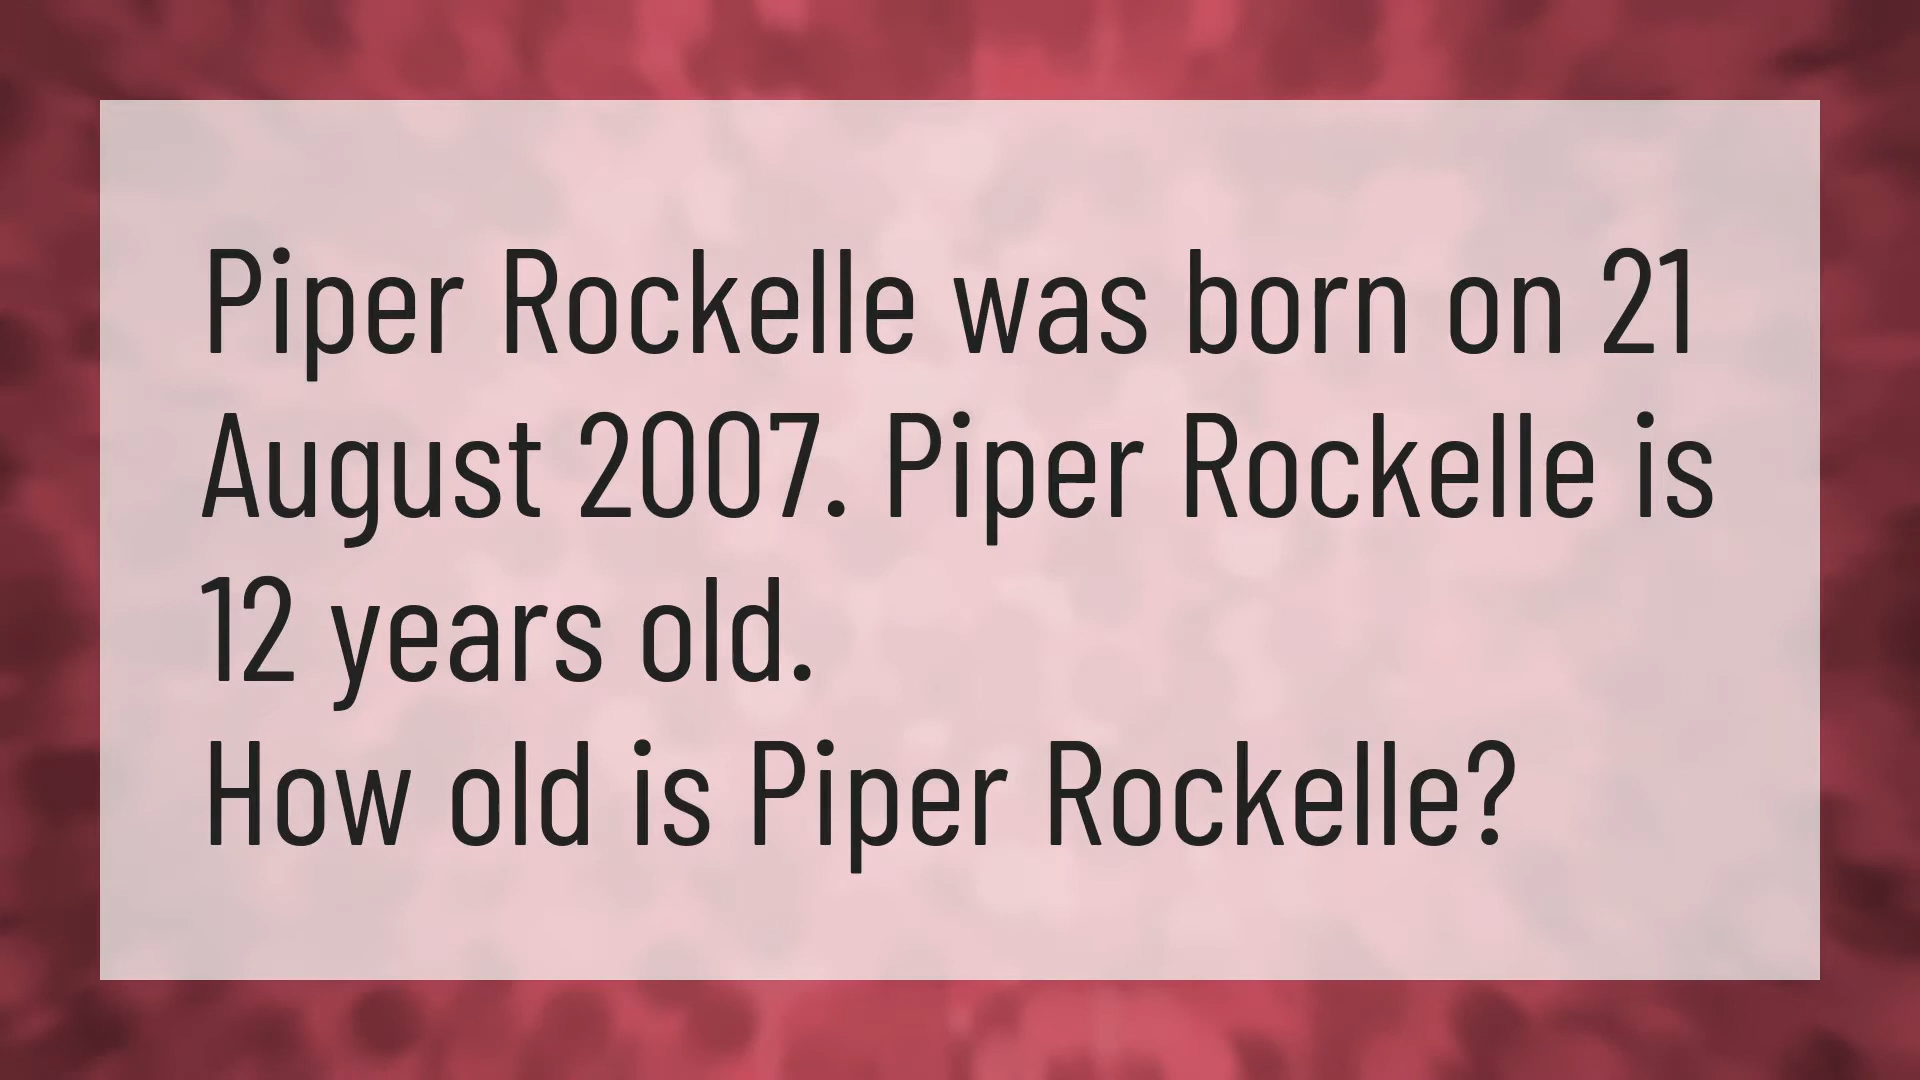 Piper Rockelle was born on 21
August 2007. Piper Rockelle is
12 years old.
How old is Piper Rockelle?